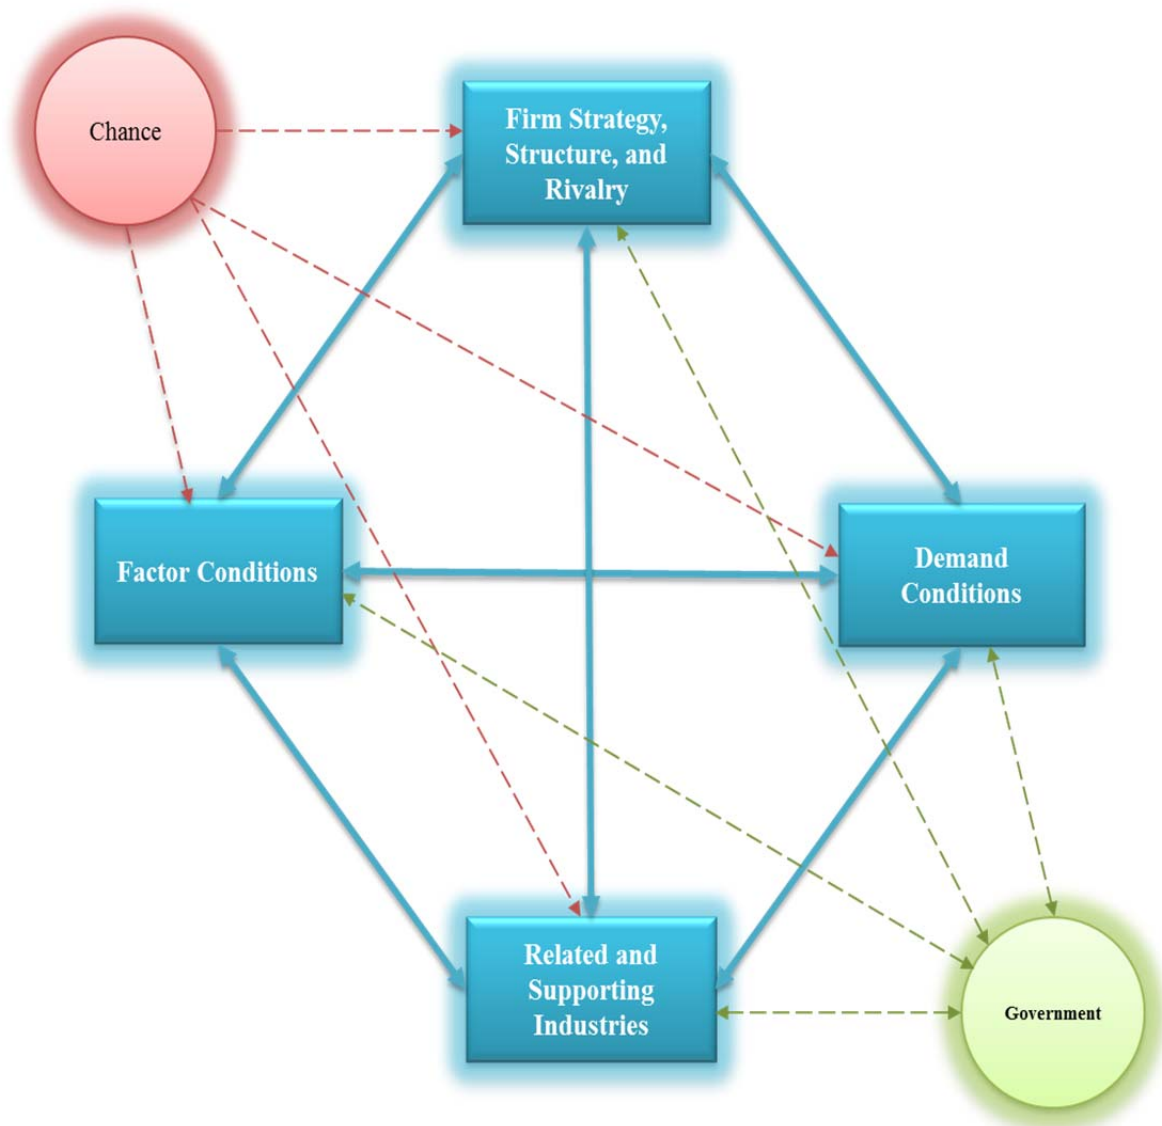 Chance
Firm Strategy,
Structure, and
Rivalry
Factor Conditions
Demand
Conditions
Related and
Supporting
Industries
Government